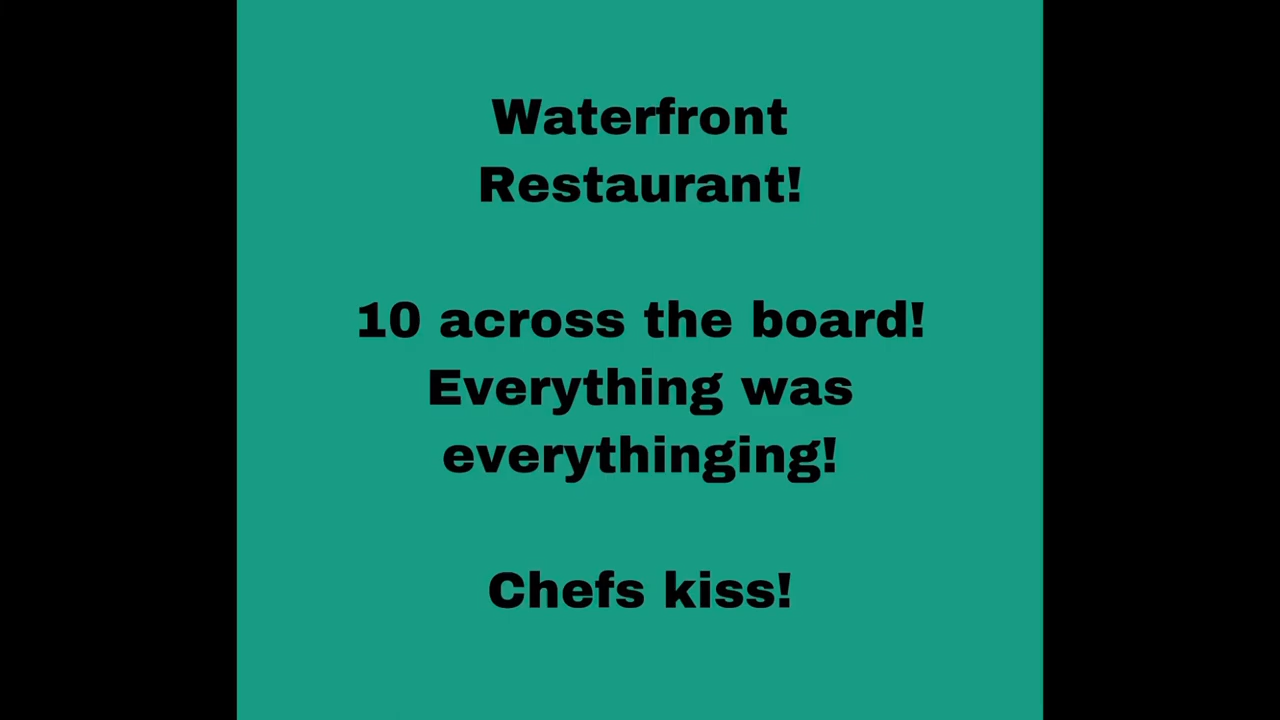 Waterfront
Restaurant!
10 across the board!
Everything was
everythinging!
Chefs kiss!